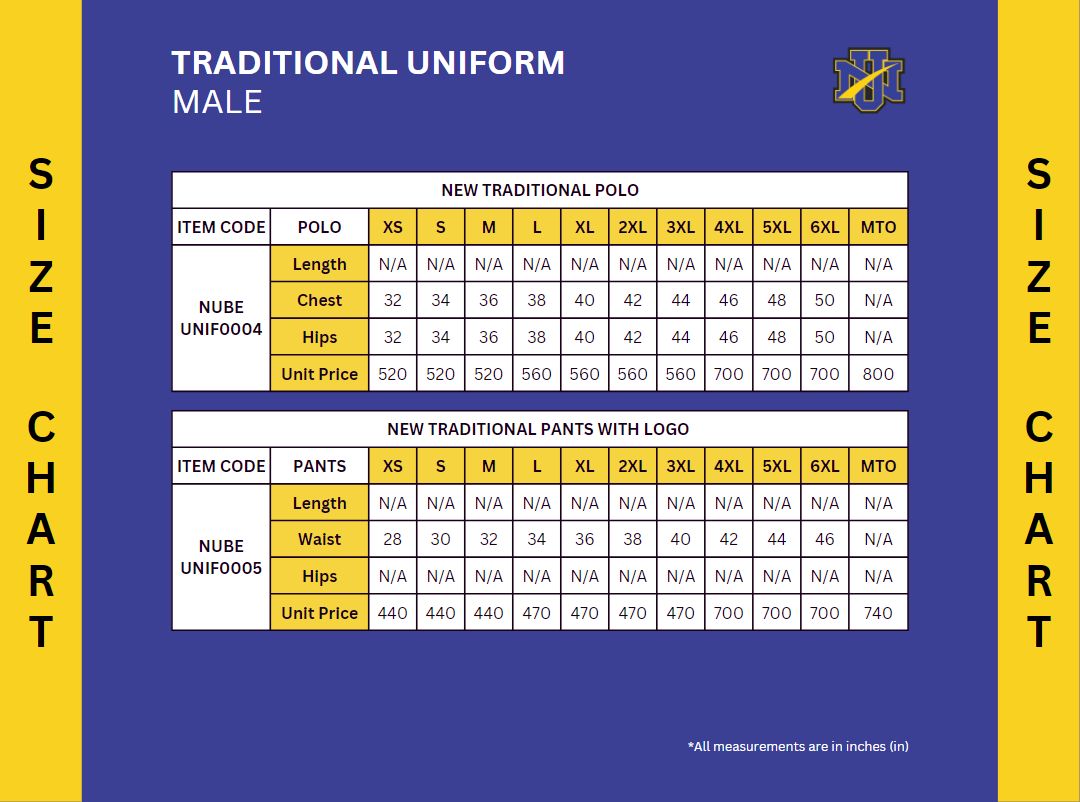 TRADITIONAL UNIFORM
MALE
SIZE CHART
NU
NEW TRADITIONAL POLO
ITEM CODE POLO XS S M L XL 2XL 3XL 4XL 5XL 6XL MTO
NUBE UNIF0004
Length N/A N/A N/A N/A N/A N/A N/A N/A N/A N/A N/A
Chest 32 34 36 38 40 42 44 46 48 50 N/A
Hips 32 34 36 38 40 42 44 46 48 50 N/A
Unit Price 520 520 520 560 560 560 560 700 700 700 800
NEW TRADITIONAL PANTS WITH LOGO
ITEM CODE PANTS XS S M L XL 2XL 3XL 4XL 5XL 6XL MTO
NUBE UNIF0005
Length N/A N/A N/A N/A N/A N/A N/A N/A N/A N/A N/A
Waist 28 30 32 34 36 38 40 42 44 46 N/A
Hips N/A N/A N/A N/A N/A N/A N/A N/A N/A N/A N/A
Unit Price 440 440 440 470 470 470 470 700 700 700 740
*All measurements are in inches (in)
SIZE CHART